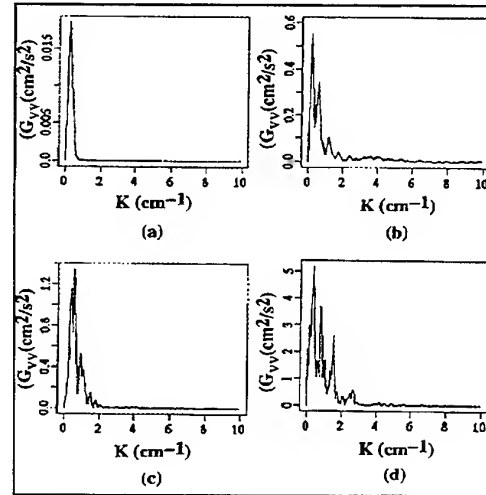 (G_VV(cm²/s²)
0.015
0.005
0.0
0 2 4 6 8 10
K (cm⁻¹)
(a)
(G_VV(cm²/s²)
0.6
0.4
0.2
0.0
0 2 4 6 8 10
K (cm⁻¹)
(b)
(G_VV(cm²/s²)
1.2
0.8
0.4
0.0
0 2 4 6 8 10
K (cm⁻¹)
(c)
(G_VV(cm²/s²)
5
4
3
2
1
0
0 2 4 6 8 10
K (cm⁻¹)
(d)